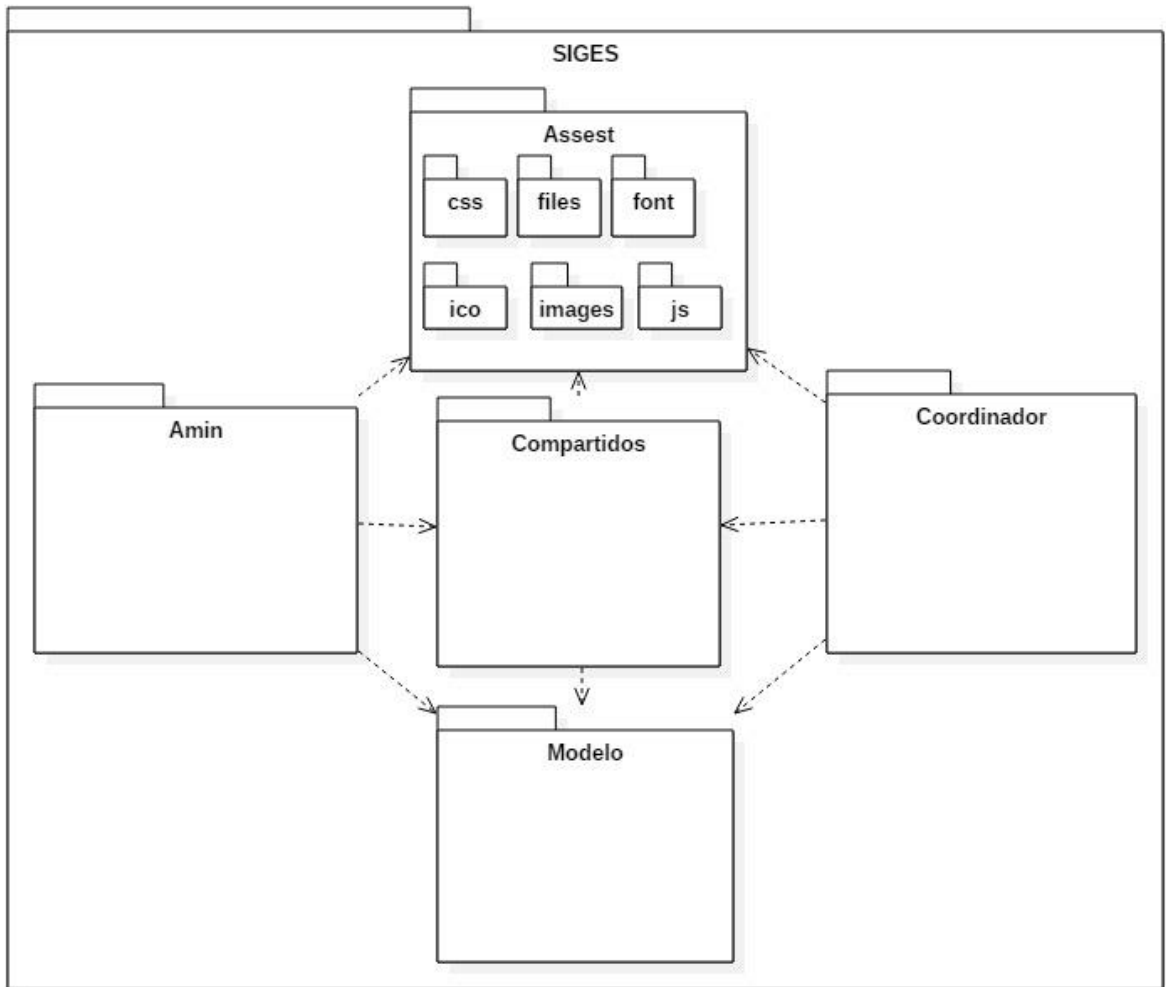 SIGES
Assest
css files font
ico images js
Amin
Compartidos
Coordinador
Modelo